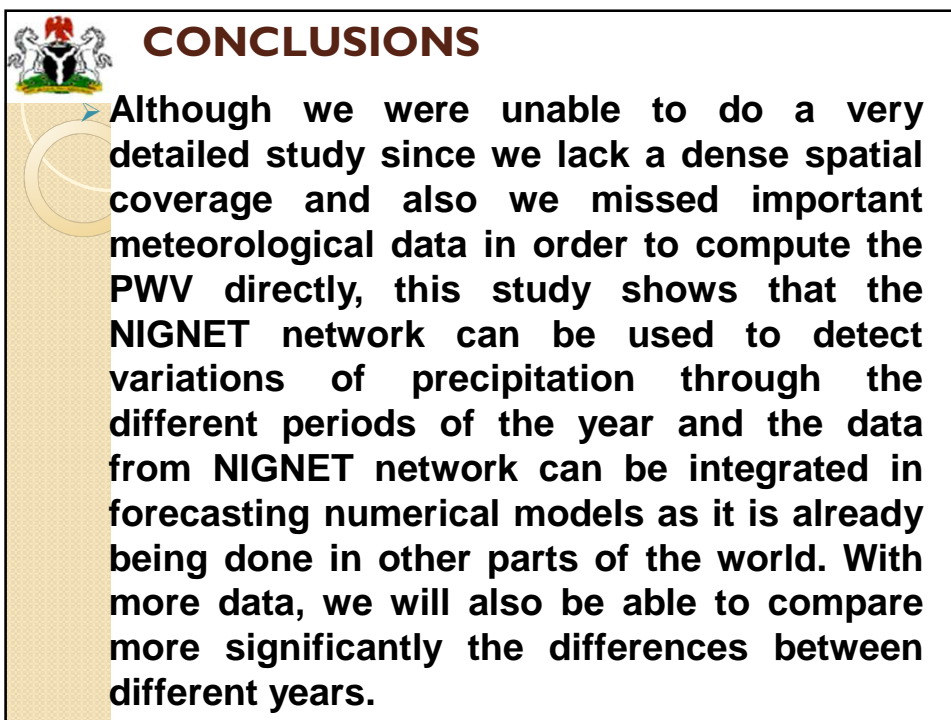 CONCLUSIONS
Although we were unable to do a very
detailed study since we lack a dense spatial
coverage and also we missed important
meteorological data in order to compute the
PWV directly, this study shows that the
NIGNET network can be used to detect
variations of precipitation through the
different periods of the year and the data
from NIGNET network can be integrated in
forecasting numerical models as it is already
being done in other parts of the world. With
more data, we will also be able to compare
more significantly the differences between
different years.